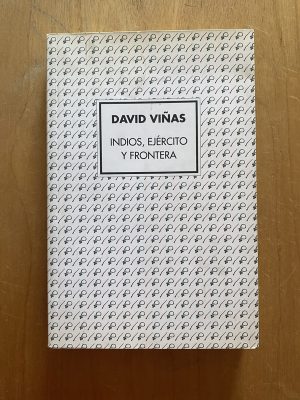 DAVID VIÑAS
INDIOS, EJÉRCITO
Y FRONTERA